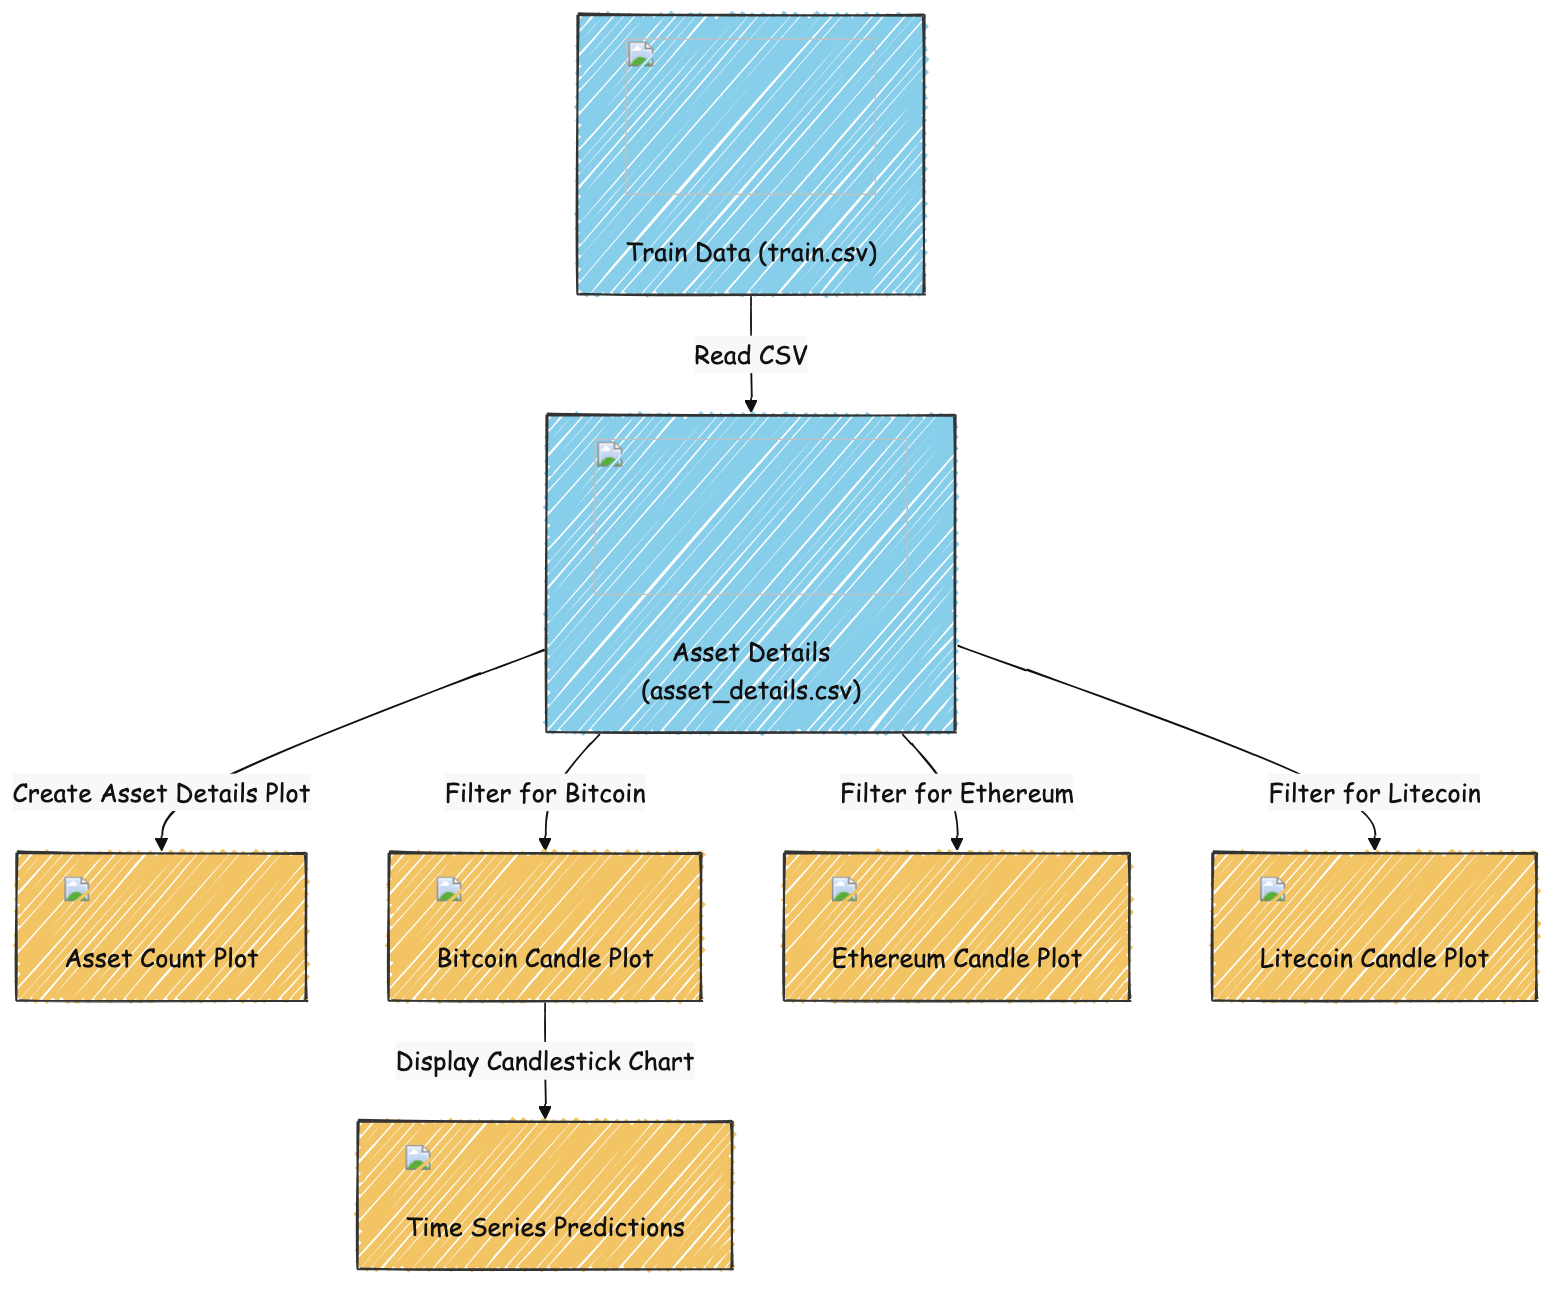 Train Data (train.csv)
Read CSV
Asset Details
(asset_details.csv)
Create Asset Details Plot
Filter for Bitcoin
Filter for Ethereum
Filter for Litecoin
Asset Count Plot
Bitcoin Candle Plot
Ethereum Candle Plot
Litecoin Candle Plot
Display Candlestick Chart
Time Series Predictions